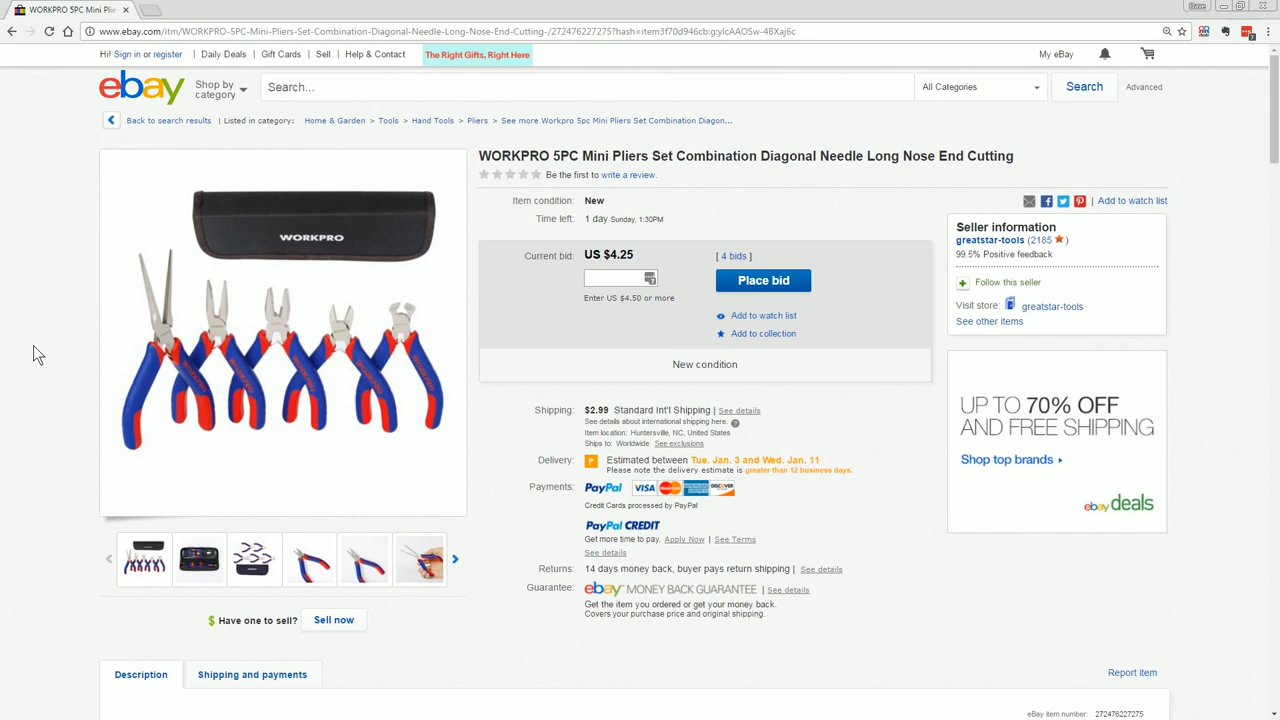 WORKPRO 5PC Mini Plie
Dave
www.ebay.com/itm/WORKPRO-5PC-Mini-Pliers-Set-Combination-Diagonal-Needle-Long-Nose-End-Cutting-/272476227275?hash=item3f70d946cb:g:ylcAAOSw-4BXaj6c
Hi! Sign in or register | Daily Deals | Gift Cards | Sell | Help & Contact
The Right Gifts, Right Here
My eBay
ebay
Shop by category
Search...
All Categories
Search
Advanced
Back to search results | Listed in category: Home & Garden > Tools > Hand Tools > Pliers > See more Workpro 5pc Mini Pliers Set Combination Diagon...
WORKPRO
WORKPRO 5PC Mini Pliers Set Combination Diagonal Needle Long Nose End Cutting
Be the first to write a review.
Item condition: New
Time left: 1 day Sunday, 1:30PM
Current bid: US $4.25 [ 4 bids ]
Place bid
Enter US $4.50 or more
Add to watch list
Add to collection
New condition
Shipping: $2.99 Standard Int'l Shipping | See details
See details about international shipping here.
Item location: Huntersville, NC, United States
Ships to: Worldwide See exclusions
Delivery: Estimated between Tue. Jan. 3 and Wed. Jan. 11
Please note the delivery estimate is greater than 12 business days.
Payments: PayPal VISA MasterCard AMERICAN EXPRESS DISCOVER
Credit Cards processed by PayPal
PayPal CREDIT
Get more time to pay. Apply Now | See Terms
See details
Returns: 14 days money back, buyer pays return shipping | See details
Guarantee: ebay MONEY BACK GUARANTEE | See details
Get the item you ordered or get your money back.
Covers your purchase price and original shipping.
| Add to watch list
Seller information
greatstar-tools (2185 )
99.5% Positive feedback
Follow this seller
Visit store: greatstar-tools
See other items
UP TO 70% OFF
AND FREE SHIPPING
Shop top brands
ebay deals
$ Have one to sell? Sell now
Description
Shipping and payments
Report item
eBay item number: 272476227275